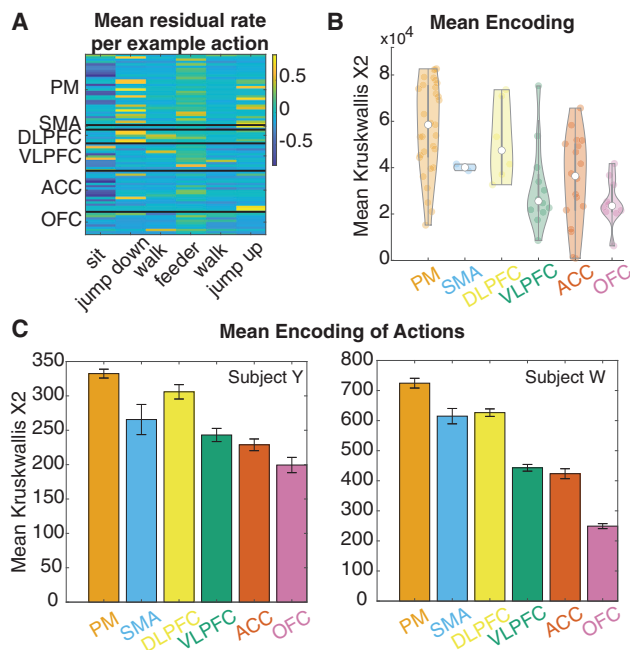 A
Mean residual rate
per example action
PM
SMA
DLPFC
VLPFC
ACC
OFC
0.5
0
-0.5
sit
jump down
walk
feeder
walk
jump up
B
Mean Encoding
×10⁴
Mean Kruskwallis X2
8
6
4
2
0
PM
SMA
DLPFC
VLPFC
ACC
OFC
C
Mean Encoding of Actions
Subject Y
Mean Kruskwallis X2
350
300
250
200
150
100
50
0
PM
SMA
DLPFC
VLPFC
ACC
OFC
Subject W
800
700
600
500
400
300
200
100
0
PM
SMA
DLPFC
VLPFC
ACC
OFC